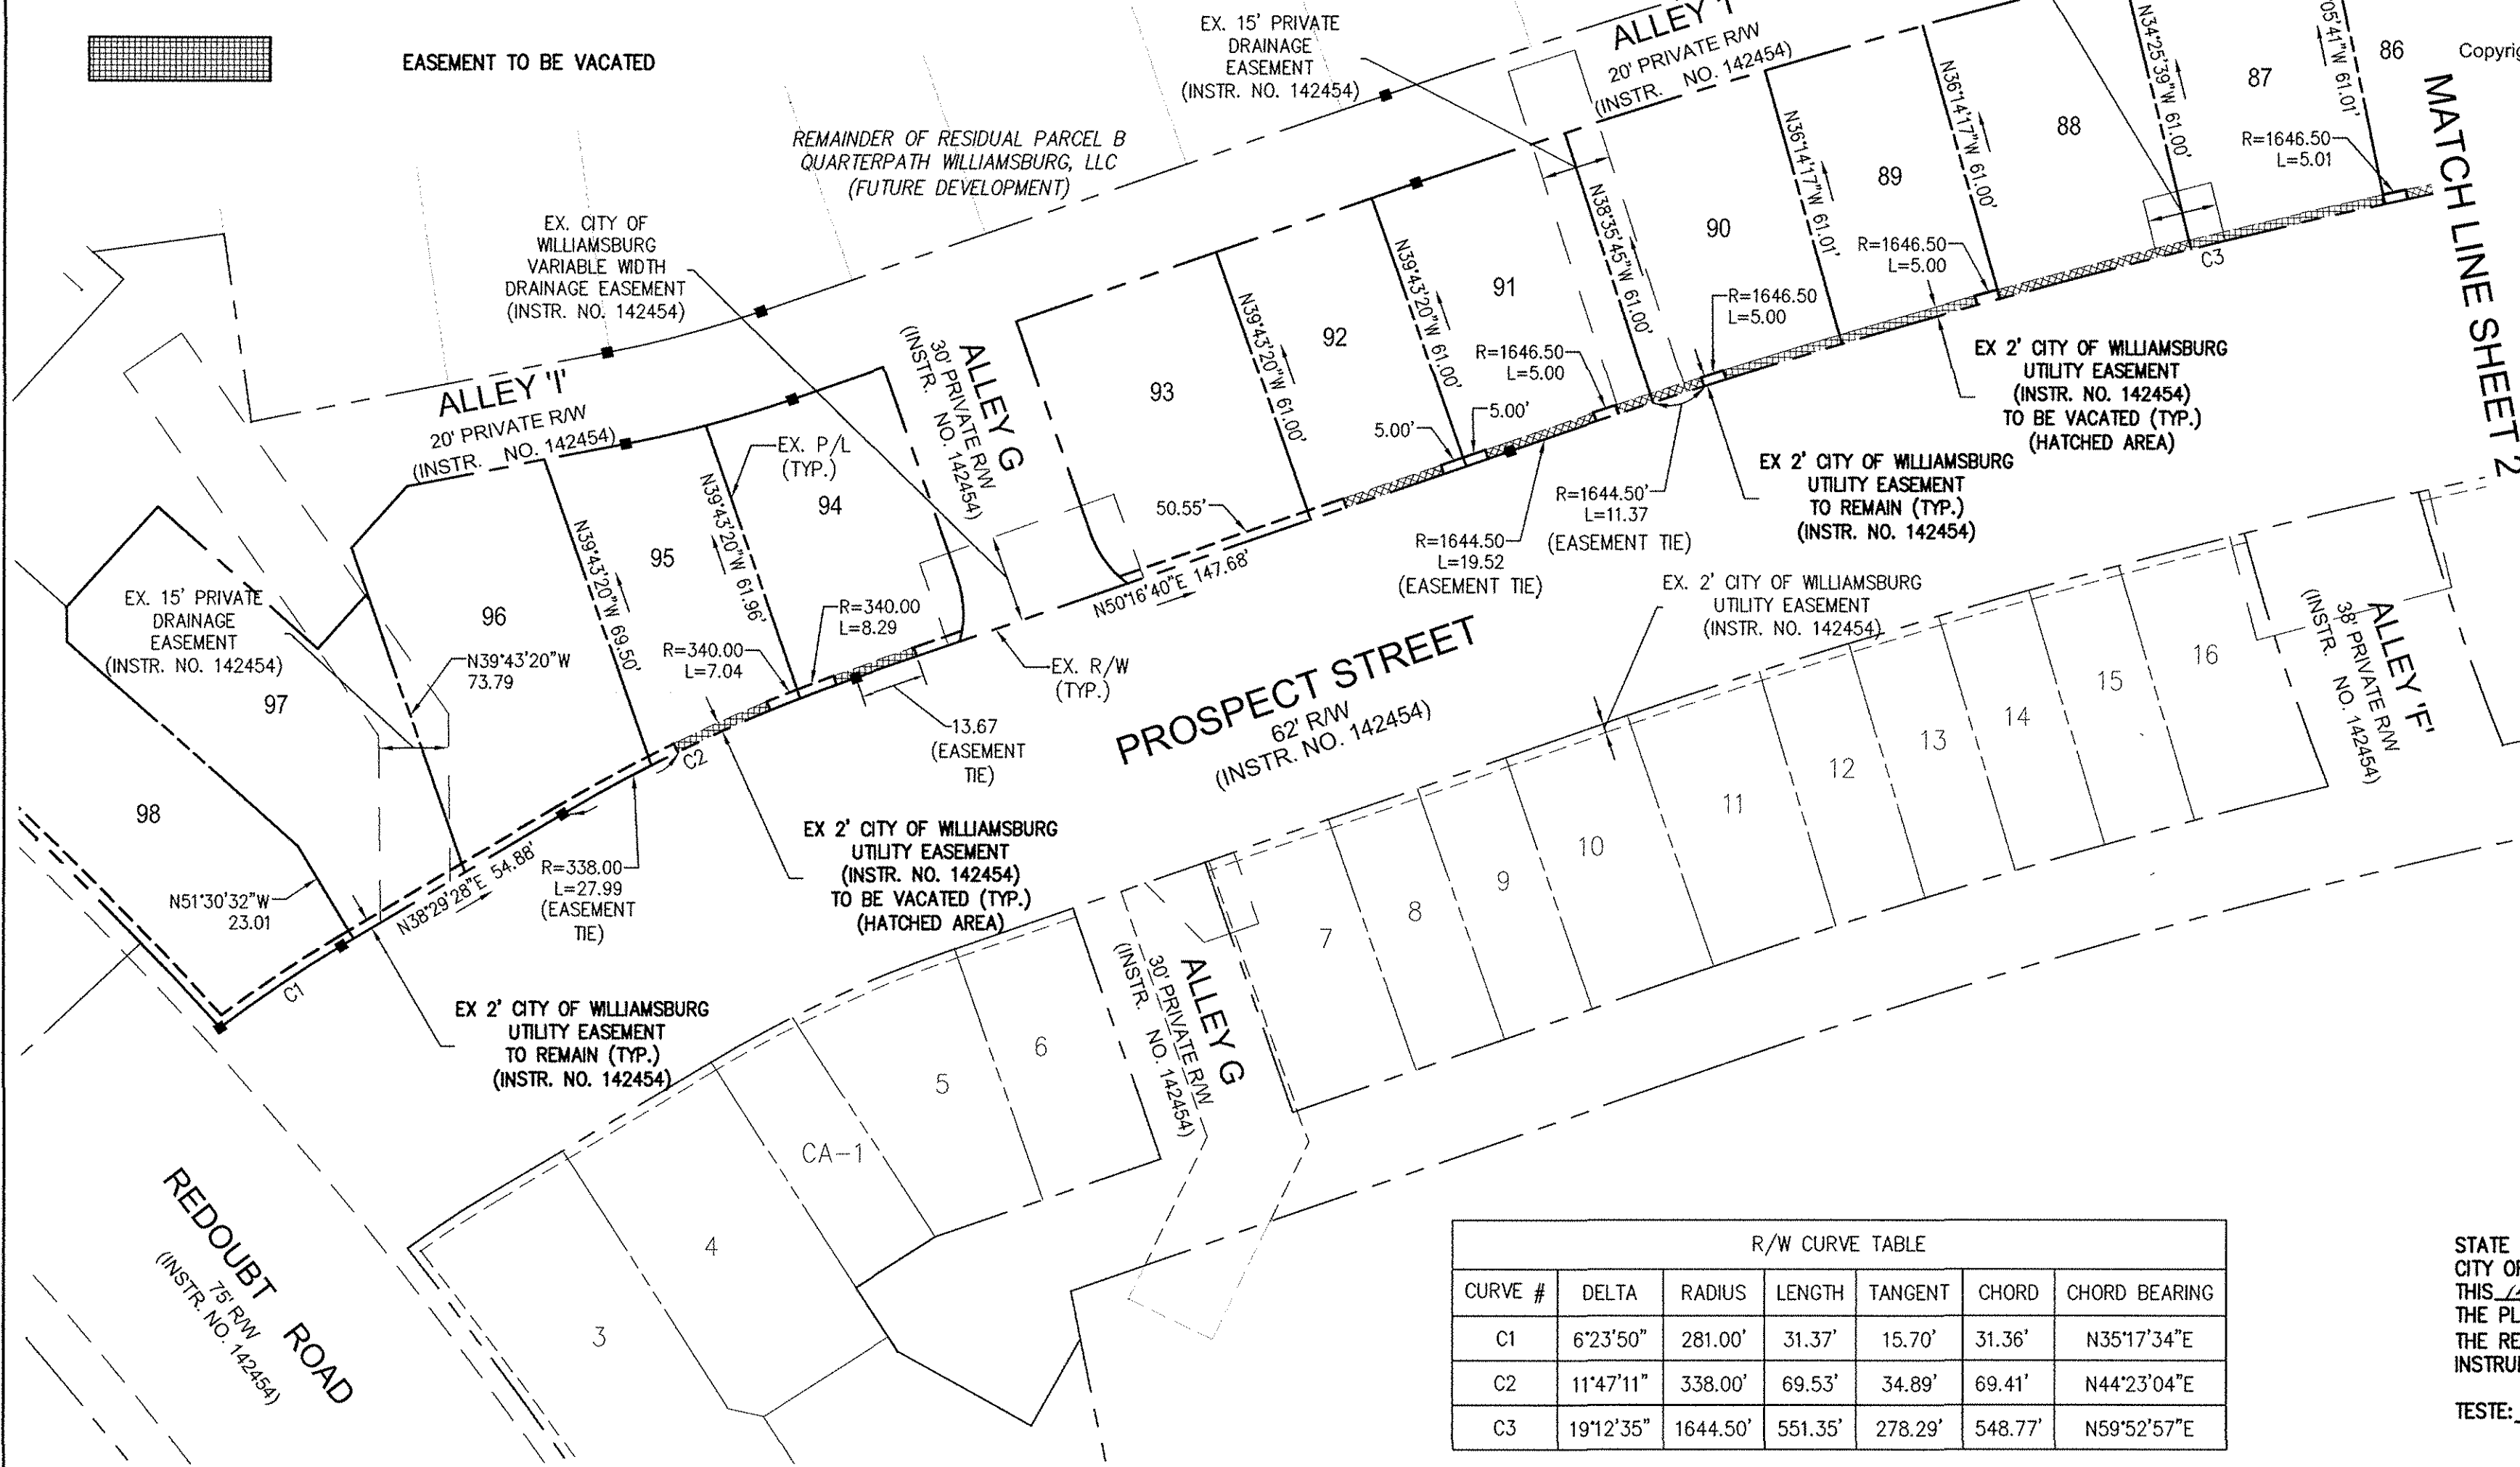 EASEMENT TO BE VACATED
EX. 15' PRIVATE
DRAINAGE
EASEMENT
(INSTR. NO. 142454)
ALLEY 'I'
20' PRIVATE R/W
(INSTR. NO. 142454)
N34°25'39"W 61.00'
05'41"W 61.01'
86
87
88
89
90
91
92
93
N36°14'17"W 61.00'
N36°14'17"W 61.01'
N38°35'45"W 61.00'
N39°43'20"W 61.00'
N39°43'20"W 61.00'
R=1646.50
L=5.01
MATCH LINE SHEET 2
REMAINDER OF RESIDUAL PARCEL B
QUARTERPATH WILLIAMSBURG, LLC
(FUTURE DEVELOPMENT)
EX. CITY OF
WILLIAMSBURG
VARIABLE WIDTH
DRAINAGE EASEMENT
(INSTR. NO. 142454)
R=1646.50
L=5.00
C3
R=1646.50
L=5.00
R=1646.50
L=5.00
EX 2' CITY OF WILLIAMSBURG
UTILITY EASEMENT
(INSTR. NO. 142454)
TO BE VACATED (TYP.)
(HATCHED AREA)
ALLEY 'I'
20' PRIVATE R/W
(INSTR. NO. 142454)
ALLEY G
30' PRIVATE R/W
(INSTR. NO. 142454)
EX. P/L
(TYP.)
94
95
96
97
98
5.00'
5.00'
50.55'
EX 2' CITY OF WILLIAMSBURG
UTILITY EASEMENT
TO REMAIN (TYP.)
(INSTR. NO. 142454)
R=1644.50'
L=11.37
(EASEMENT TIE)
R=1644.50
L=19.52
(EASEMENT TIE)
N39°43'20"W 61.96'
N39°43'20"W 69.50'
EX. 15' PRIVATE
DRAINAGE
EASEMENT
(INSTR. NO. 142454)
N39°43'20"W
73.79
R=340.00
L=8.29
R=340.00
L=7.04
N50°16'40"E 147.68'
EX. R/W
(TYP.)
EX. 2' CITY OF WILLIAMSBURG
UTILITY EASEMENT
(INSTR. NO. 142454)
PROSPECT STREET
62' R/W
(INSTR. NO. 142454)
13.67
(EASEMENT
TIE)
C2
EX 2' CITY OF WILLIAMSBURG
UTILITY EASEMENT
(INSTR. NO. 142454)
TO BE VACATED (TYP.)
(HATCHED AREA)
R=338.00
L=27.99
(EASEMENT
TIE)
N38°29'28"E 54.88'
N51°30'32"W
23.01
C1
EX 2' CITY OF WILLIAMSBURG
UTILITY EASEMENT
TO REMAIN (TYP.)
(INSTR. NO. 142454)
ALLEY 'F'
38' PRIVATE R/W
(INSTR. NO. 142454)
16
15
14
13
12
11
10
9
8
7
ALLEY G
30' PRIVATE R/W
(INSTR. NO. 142454)
6
5
CA-1
4
3
REDOUBT ROAD
75' R/W
(INSTR. NO. 142454)
R/W CURVE TABLE
CURVE # DELTA RADIUS LENGTH TANGENT CHORD CHORD BEARING
C1 6°23'50" 281.00' 31.37' 15.70' 31.36' N35°17'34"E
C2 11°47'11" 338.00' 69.53' 34.89' 69.41' N44°23'04"E
C3 19°12'35" 1644.50' 551.35' 278.29' 548.77' N59°52'57"E
STATE
CITY
THIS
THE
THE
TESTE: